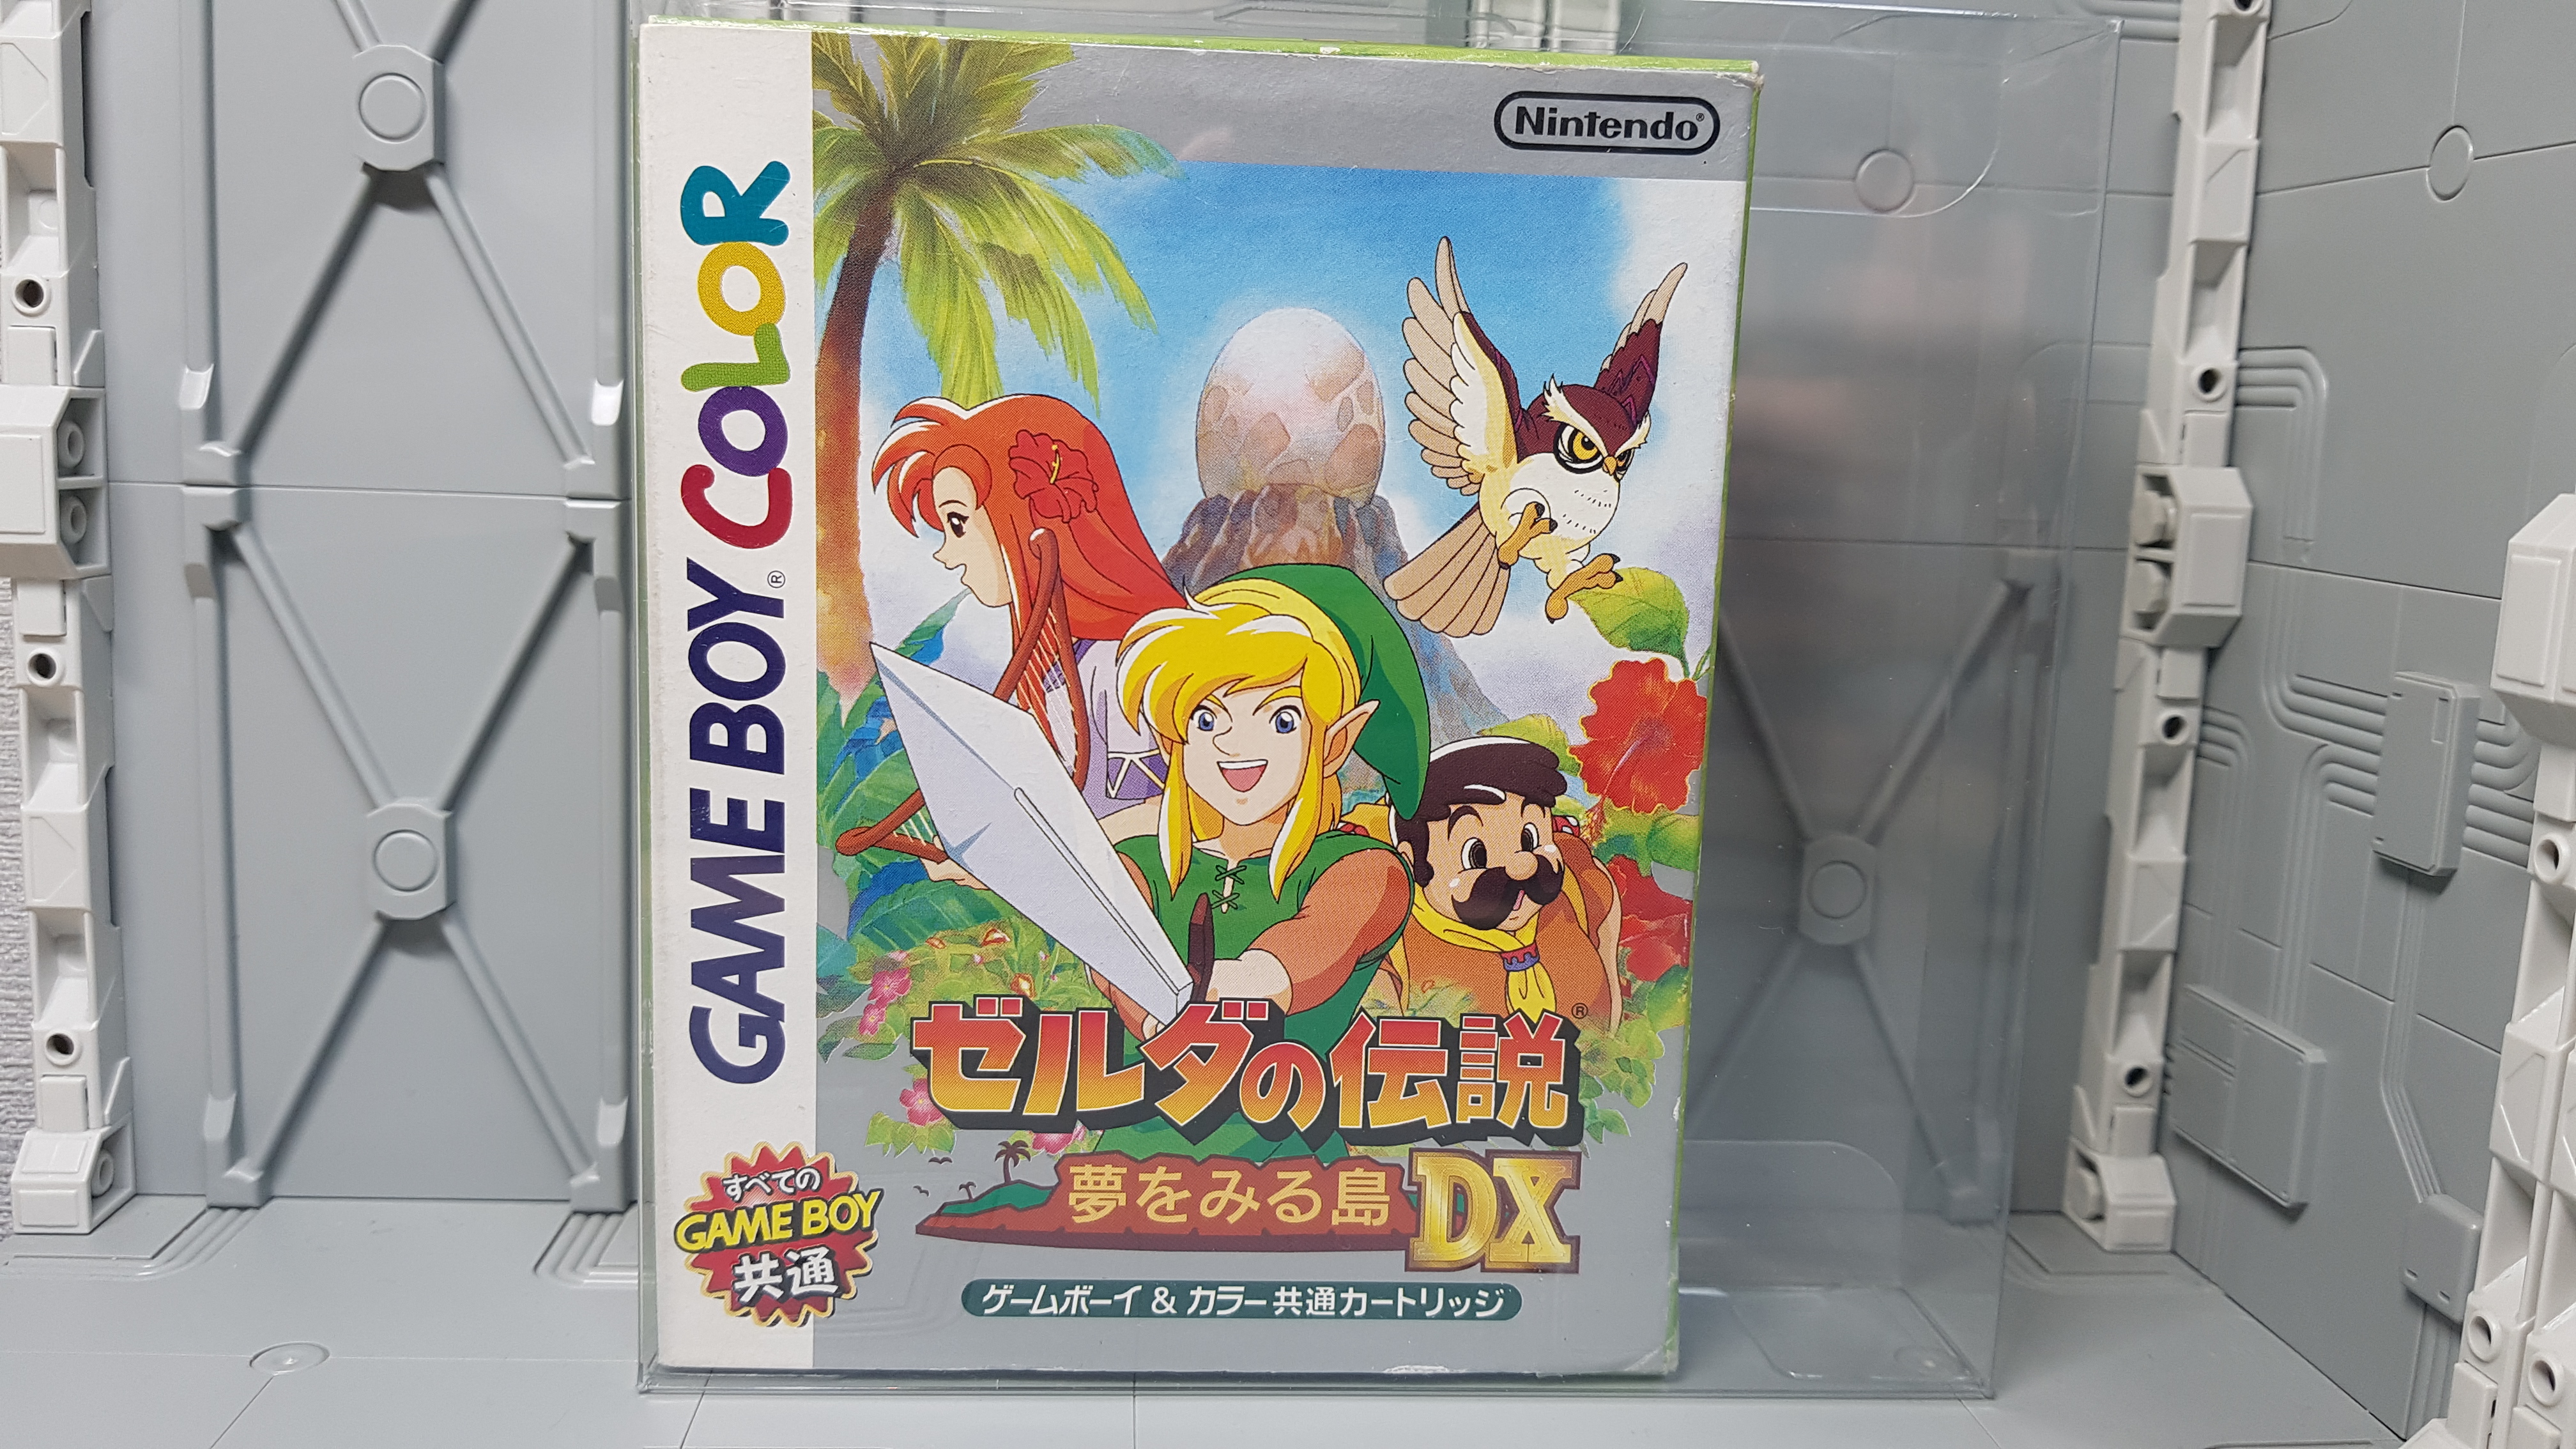 Nintendo®
GAME BOY® COLOR
ゼルダの伝説®
夢をみる島DX
すべての
GAME BOY
共通
ゲームボーイ & カラー共通カートリッジ